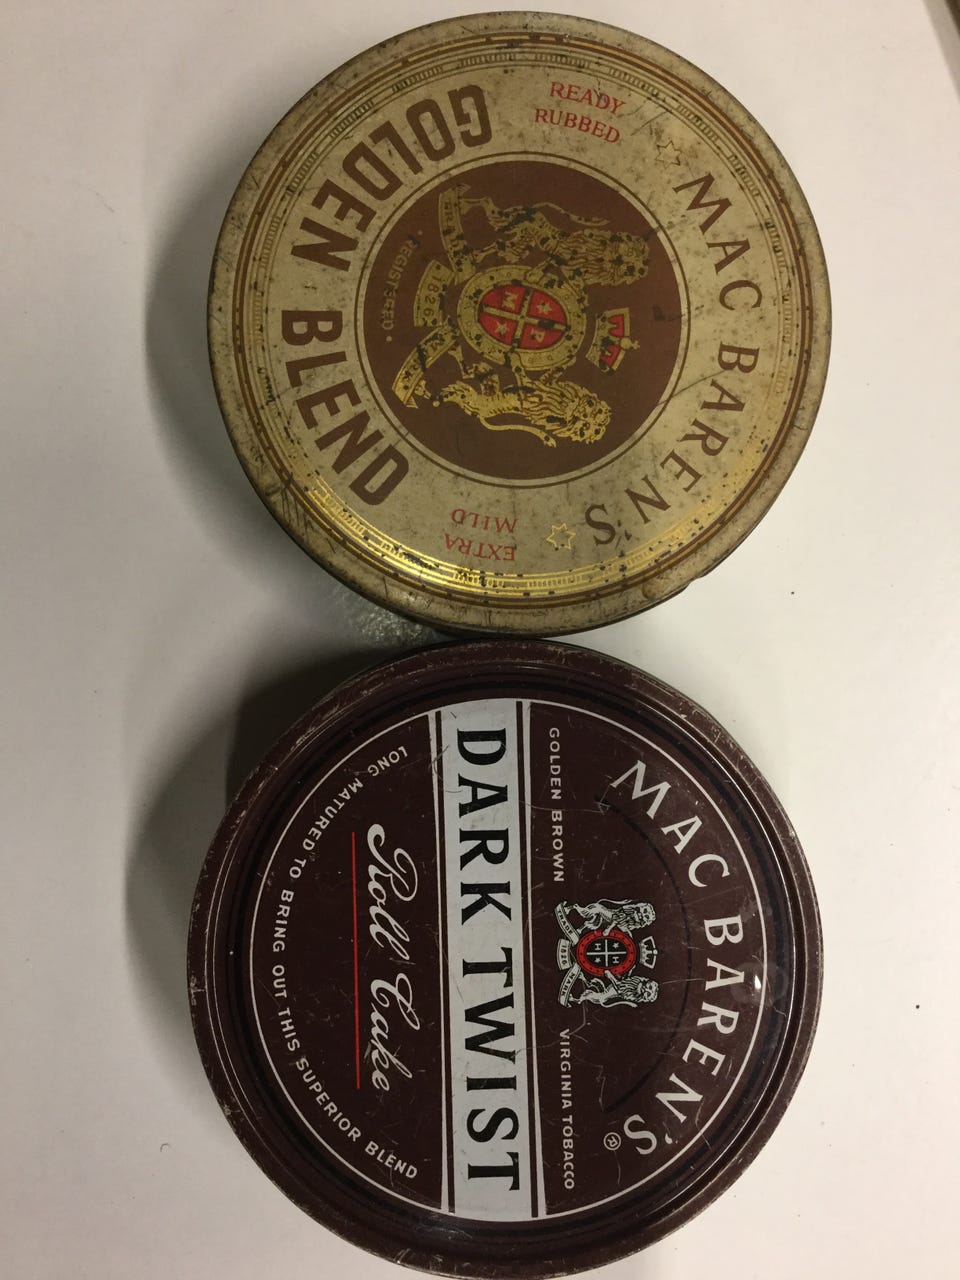 MAC BAREN'S
READY
RUBBED
EXTRA
MILD
1826
• REGISTERED •
GOLDEN BLEND
MAC BAREN'S ®
GOLDEN BROWN
VIRGINIA TOBACCO
1826
DARK TWIST
Roll Cake
LONG MATURED TO BRING OUT THIS SUPERIOR BLEND